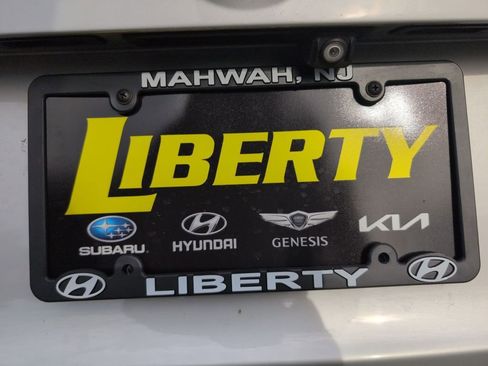 MAHWAH, NJ
LIBERTY
SUBARU HYUNDAI GENESIS KIA
LIBERTY